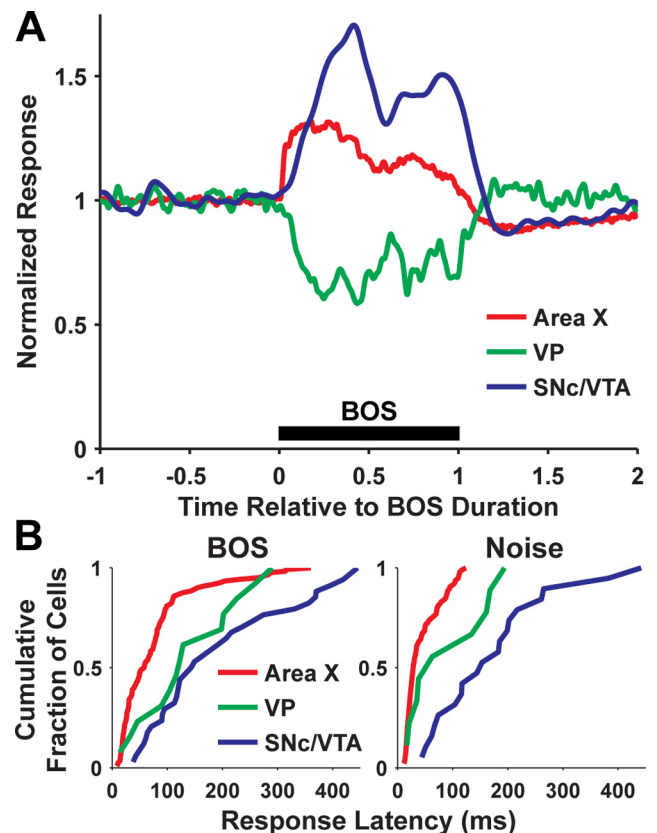 A
Normalized Response
1.5
1
0.5
0
Area X
VP
SNc/VTA
BOS
-1 -0.5 0 0.5 1 1.5 2
Time Relative to BOS Duration
B
BOS
Noise
Cumulative
Fraction of Cells
1
0.5
0
Area X
VP
SNc/VTA
0 100 200 300 400
1
0.5
0
0 100 200 300 400
Response Latency (ms)